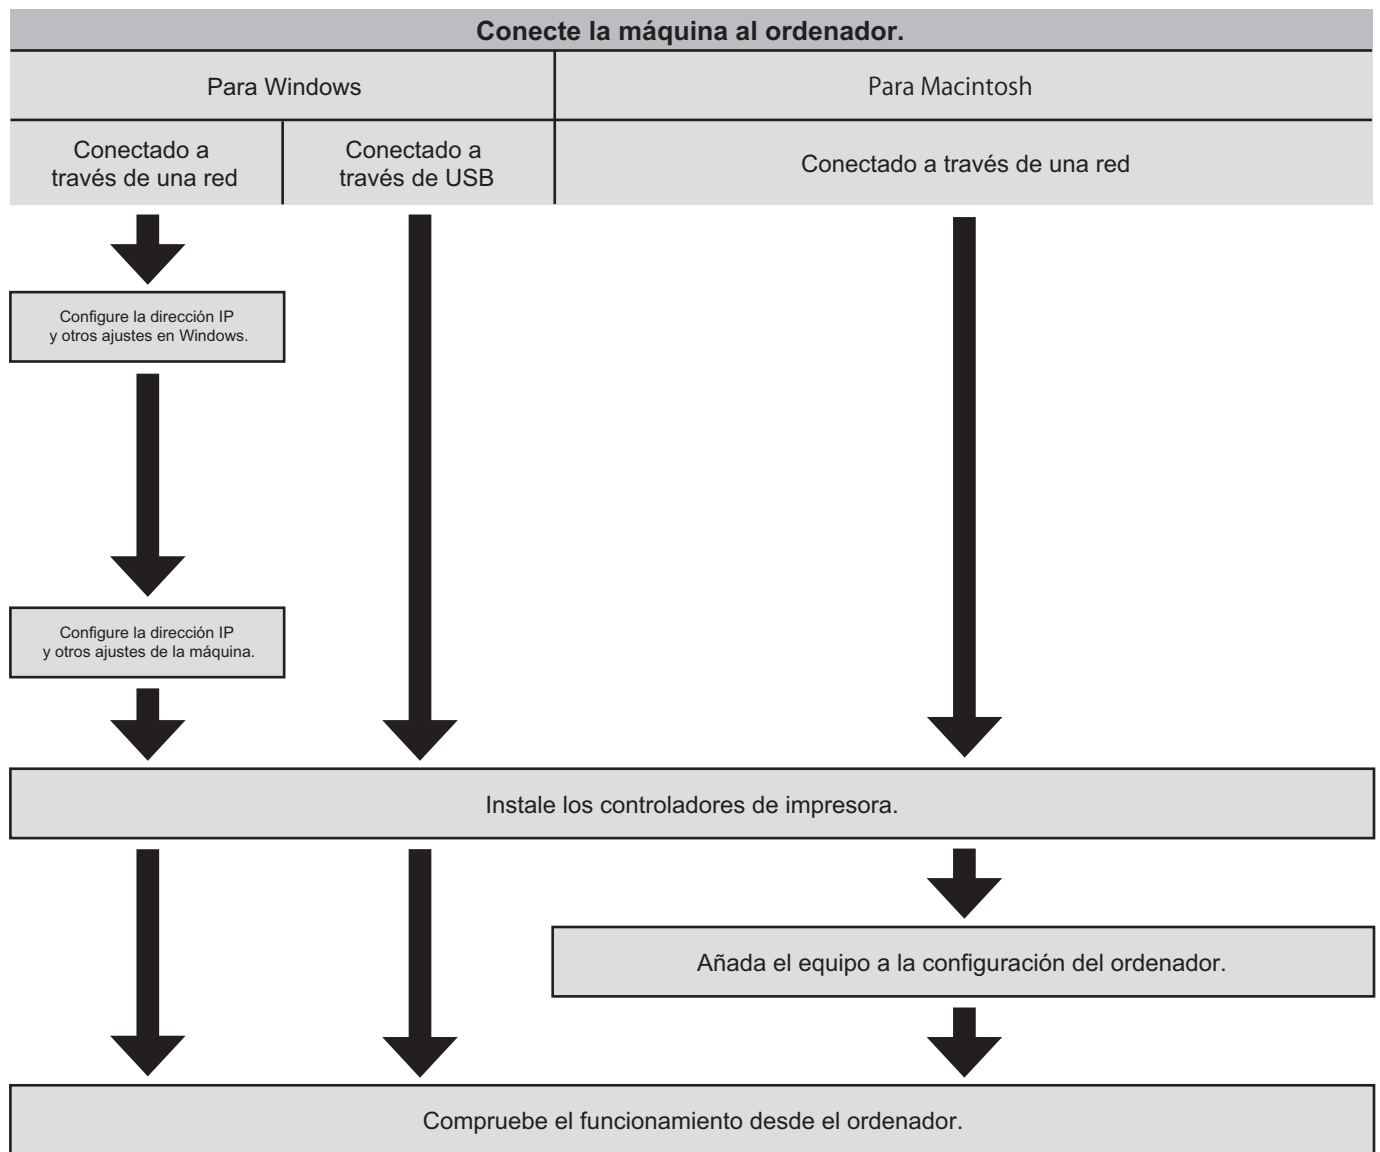 Conecte la máquina al ordenador.
Para Windows
Para Macintosh
Conectado a
través de una red
Conectado a
través de USB
Conectado a través de una red
Configure la dirección IP
y otros ajustes en Windows.
Configure la dirección IP
y otros ajustes de la máquina.
Instale los controladores de impresora.
Añada el equipo a la configuración del ordenador.
Compruebe el funcionamiento desde el ordenador.